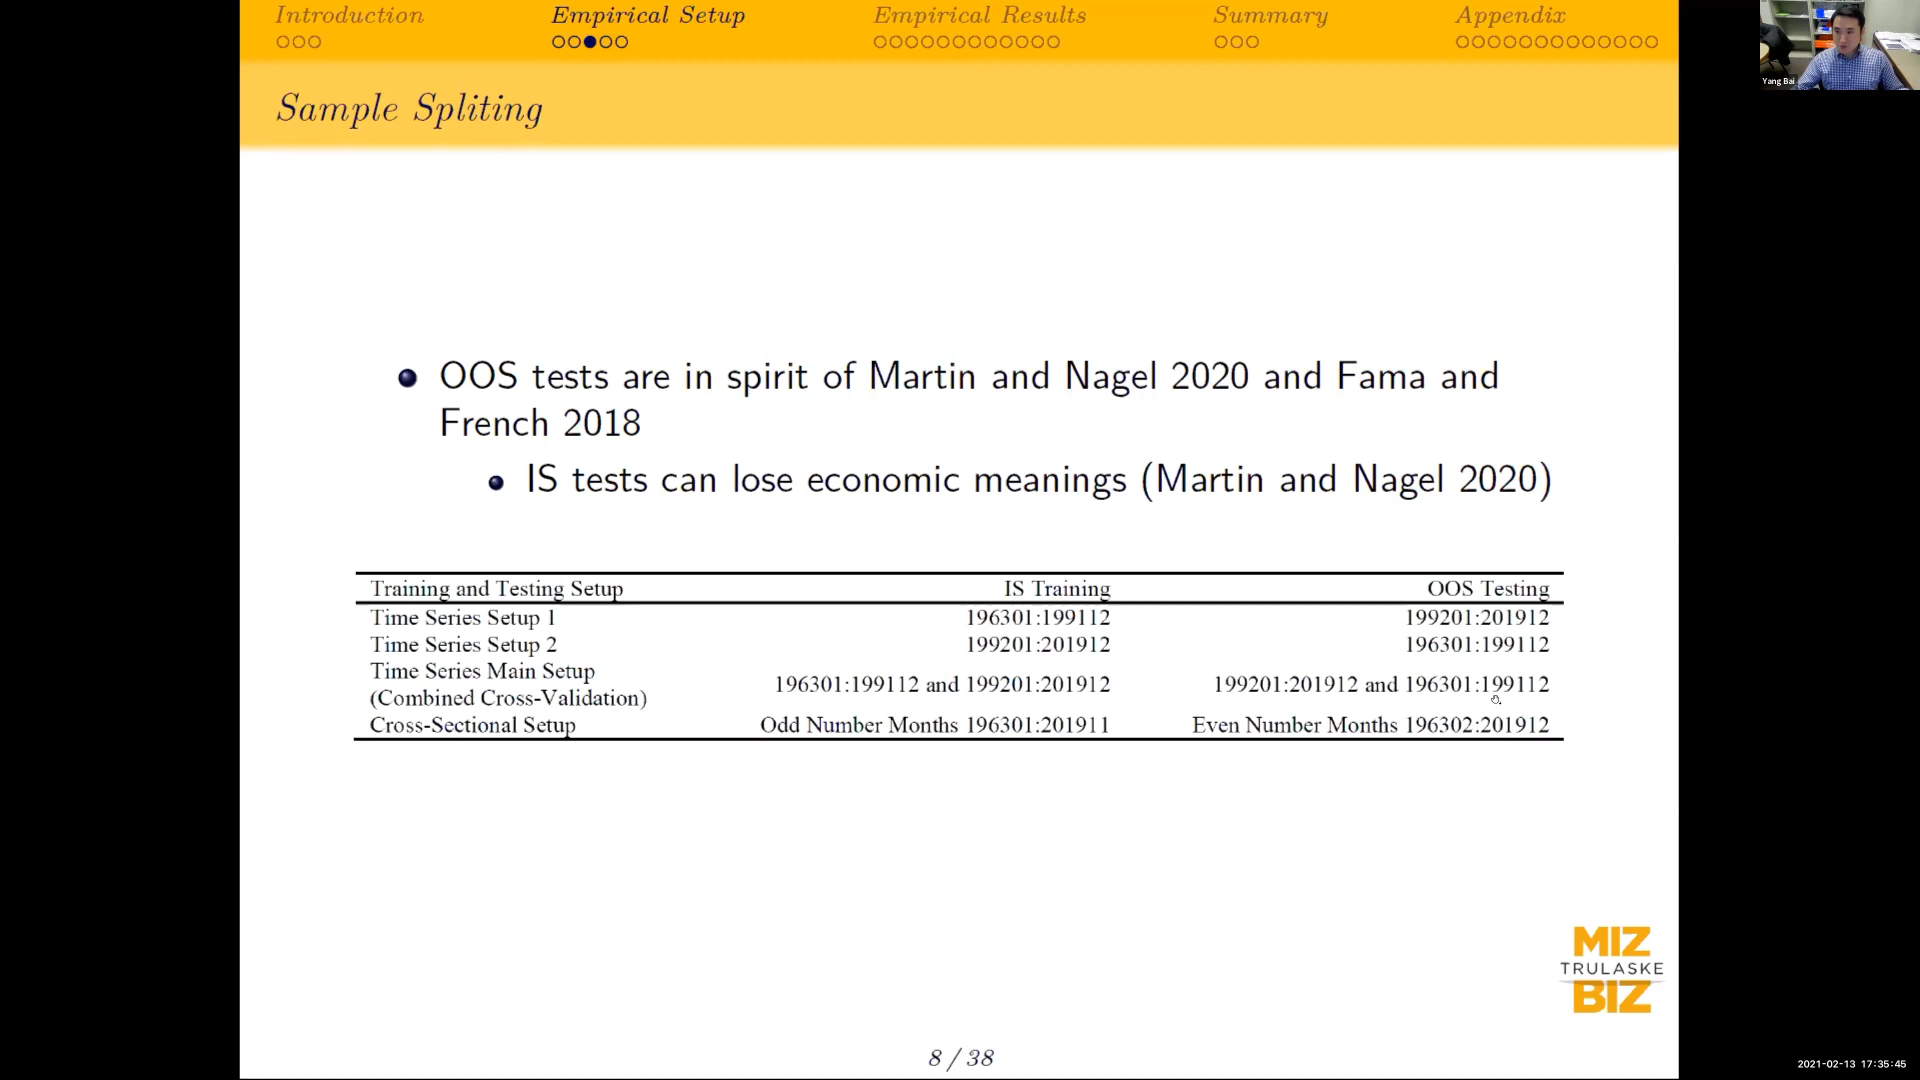 Introduction Empirical Setup Empirical Results Summary Appendix
Sample Spliting
Yang Bai
OOS tests are in spirit of Martin and Nagel 2020 and Fama and
French 2018
IS tests can lose economic meanings (Martin and Nagel 2020)
Training and Testing Setup IS Training OOS Testing
Time Series Setup 1 196301:199112 199201:201912
Time Series Setup 2 199201:201912 196301:199112
Time Series Main Setup
(Combined Cross-Validation) 196301:199112 and 199201:201912 199201:201912 and 196301:199112
Cross-Sectional Setup Odd Number Months 196301:201911 Even Number Months 196302:201912
MIZ
TRULASKE
BIZ
8 / 38
2021-02-13 17:35:45